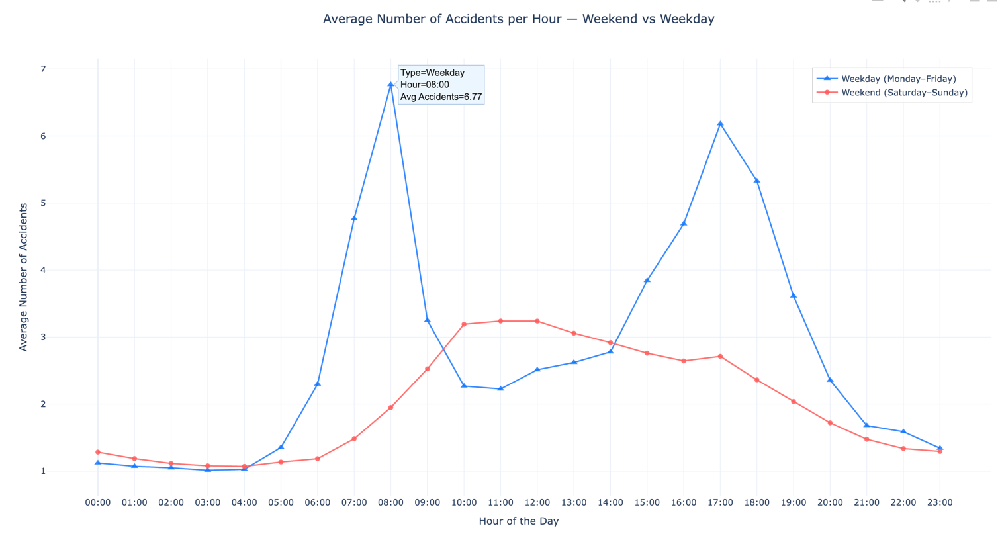 Average Number of Accidents per Hour — Weekend vs Weekday
Type=Weekday
Hour=08:00
Avg Accidents=6.77
Weekday (Monday–Friday)
Weekend (Saturday–Sunday)
Average Number of Accidents
7
6
5
4
3
2
1
00:00 01:00 02:00 03:00 04:00 05:00 06:00 07:00 08:00 09:00 10:00 11:00 12:00 13:00 14:00 15:00 16:00 17:00 18:00 19:00 20:00 21:00 22:00 23:00
Hour of the Day